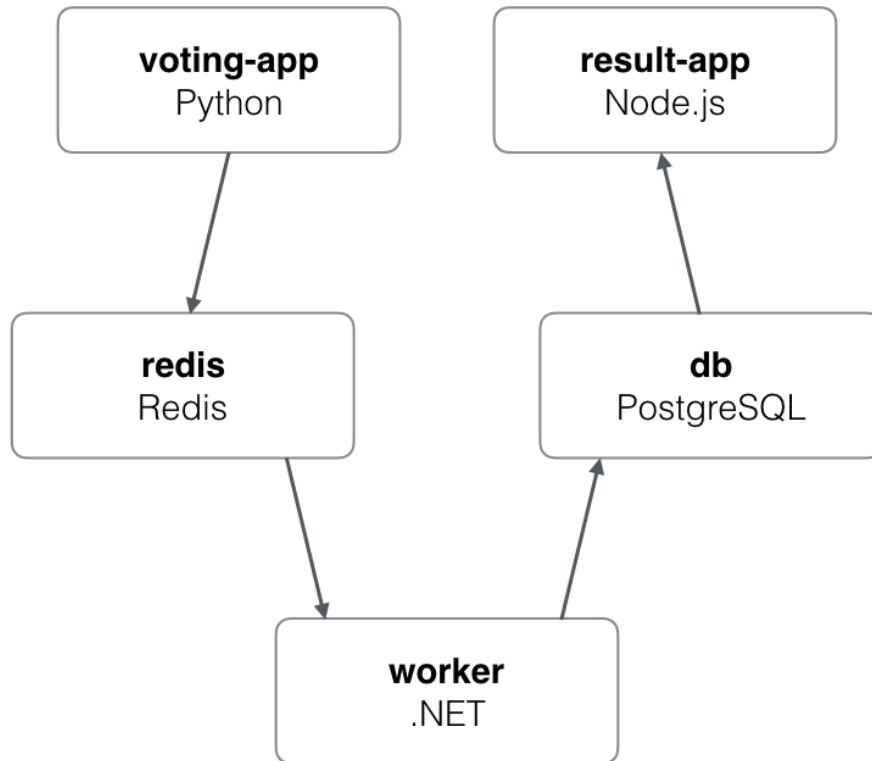 voting-app
Python
result-app
Node.js
redis
Redis
db
PostgreSQL
worker
.NET